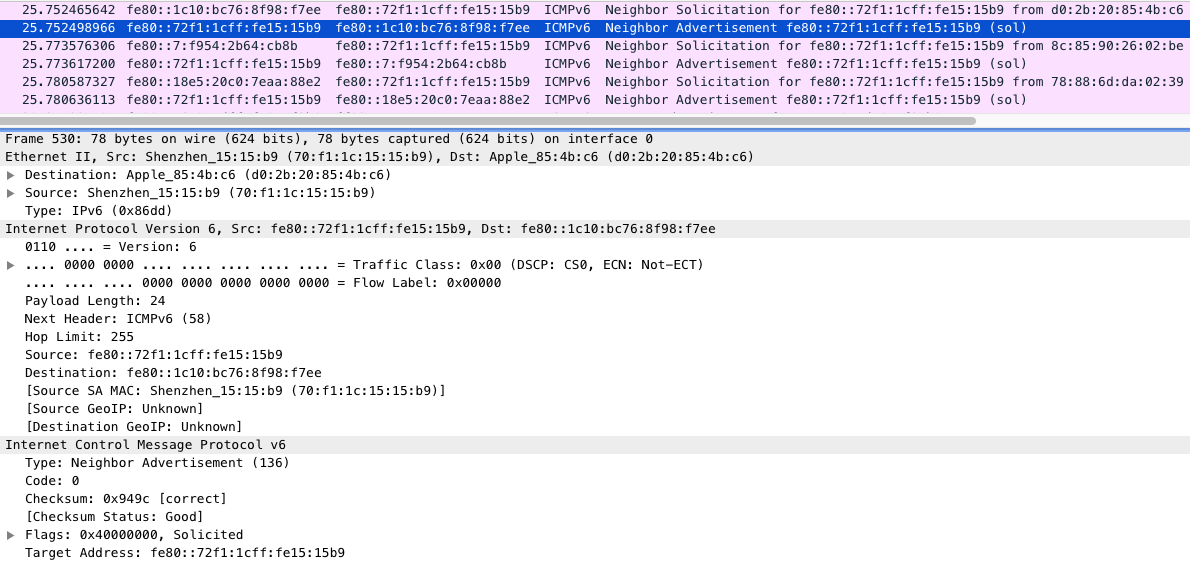 25.752465642 fe80::1c10:bc76:8f98:f7ee fe80::72f1:1cff:fe15:15b9 ICMPv6 Neighbor Solicitation for fe80::72f1:1cff:fe15:15b9 from d0:2b:20:85:4b:c6
25.752498966 fe80::72f1:1cff:fe15:15b9 fe80::1c10:bc76:8f98:f7ee ICMPv6 Neighbor Advertisement fe80::72f1:1cff:fe15:15b9 (sol)
25.773576306 fe80::7:f954:2b64:cb8b fe80::72f1:1cff:fe15:15b9 ICMPv6 Neighbor Solicitation for fe80::72f1:1cff:fe15:15b9 from 8c:85:90:26:02:be
25.773617200 fe80::72f1:1cff:fe15:15b9 fe80::7:f954:2b64:cb8b ICMPv6 Neighbor Advertisement fe80::72f1:1cff:fe15:15b9 (sol)
25.780587327 fe80::18e5:20c0:7eaa:88e2 fe80::72f1:1cff:fe15:15b9 ICMPv6 Neighbor Solicitation for fe80::72f1:1cff:fe15:15b9 from 78:88:6d:da:02:39
25.780636113 fe80::72f1:1cff:fe15:15b9 fe80::18e5:20c0:7eaa:88e2 ICMPv6 Neighbor Advertisement fe80::72f1:1cff:fe15:15b9 (sol)
Frame 530: 78 bytes on wire (624 bits), 78 bytes captured (624 bits) on interface 0
Ethernet II, Src: Shenzhen_15:15:b9 (70:f1:1c:15:15:b9), Dst: Apple_85:4b:c6 (d0:2b:20:85:4b:c6)
Destination: Apple_85:4b:c6 (d0:2b:20:85:4b:c6)
Source: Shenzhen_15:15:b9 (70:f1:1c:15:15:b9)
Type: IPv6 (0x86dd)
Internet Protocol Version 6, Src: fe80::72f1:1cff:fe15:15b9, Dst: fe80::1c10:bc76:8f98:f7ee
0110 .... = Version: 6
.... 0000 0000 .... .... .... .... .... = Traffic Class: 0x00 (DSCP: CS0, ECN: Not-ECT)
.... .... .... 0000 0000 0000 0000 0000 = Flow Label: 0x00000
Payload Length: 24
Next Header: ICMPv6 (58)
Hop Limit: 255
Source: fe80::72f1:1cff:fe15:15b9
Destination: fe80::1c10:bc76:8f98:f7ee
[Source SA MAC: Shenzhen_15:15:b9 (70:f1:1c:15:15:b9)]
[Source GeoIP: Unknown]
[Destination GeoIP: Unknown]
Internet Control Message Protocol v6
Type: Neighbor Advertisement (136)
Code: 0
Checksum: 0x949c [correct]
[Checksum Status: Good]
Flags: 0x40000000, Solicited
Target Address: fe80::72f1:1cff:fe15:15b9